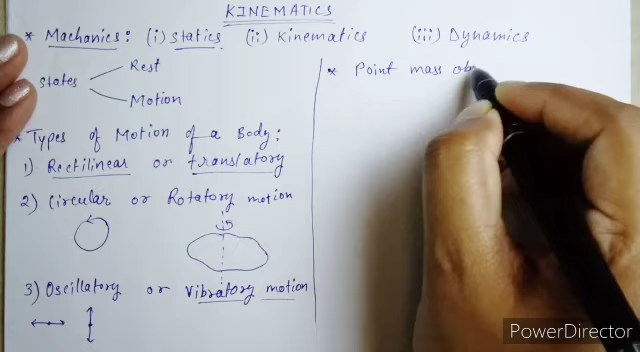 KINEMATICS
* Mechanics: (i) Statics (ii) Kinematics (iii) Dynamics
States
Rest
Motion
* Types of Motion of a Body:
1) Rectilinear or translatory
2) Circular or Rotatory motion
3) Oscillatory or vibratory motion
* Point mass obj
PowerDirector